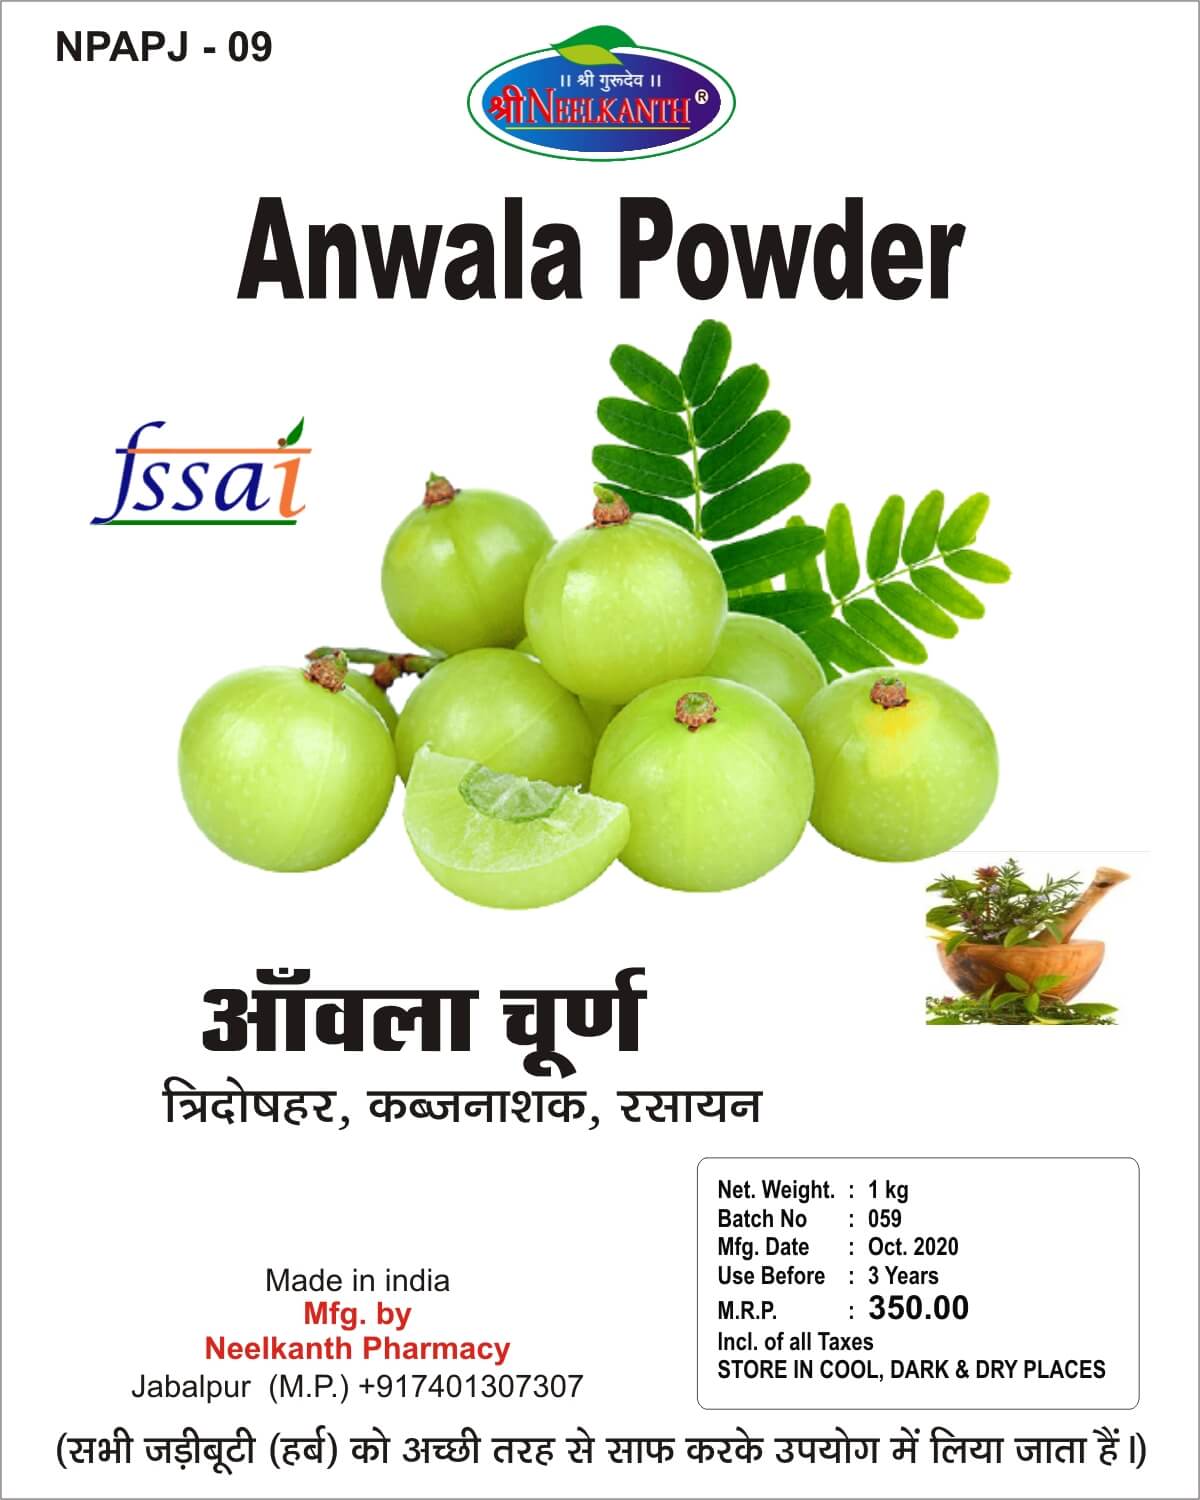 NPAPJ - 09
।। श्री गुरूदेव ।।
श्री NEELKANTH ®
Anwala Powder
fssai
आँवला चूर्ण
त्रिदोषहर, कब्जनाशक, रसायन
Net. Weight. : 1 kg
Batch No : 059
Mfg. Date : Oct. 2020
Use Before : 3 Years
M.R.P. : 350.00
Incl. of all Taxes
STORE IN COOL, DARK & DRY PLACES
Made in india
Mfg. by
Neelkanth Pharmacy
Jabalpur (M.P.) +917401307307
(सभी जड़ीबूटी (हर्ब) को अच्छी तरह से साफ करके उपयोग में लिया जाता हैं।)